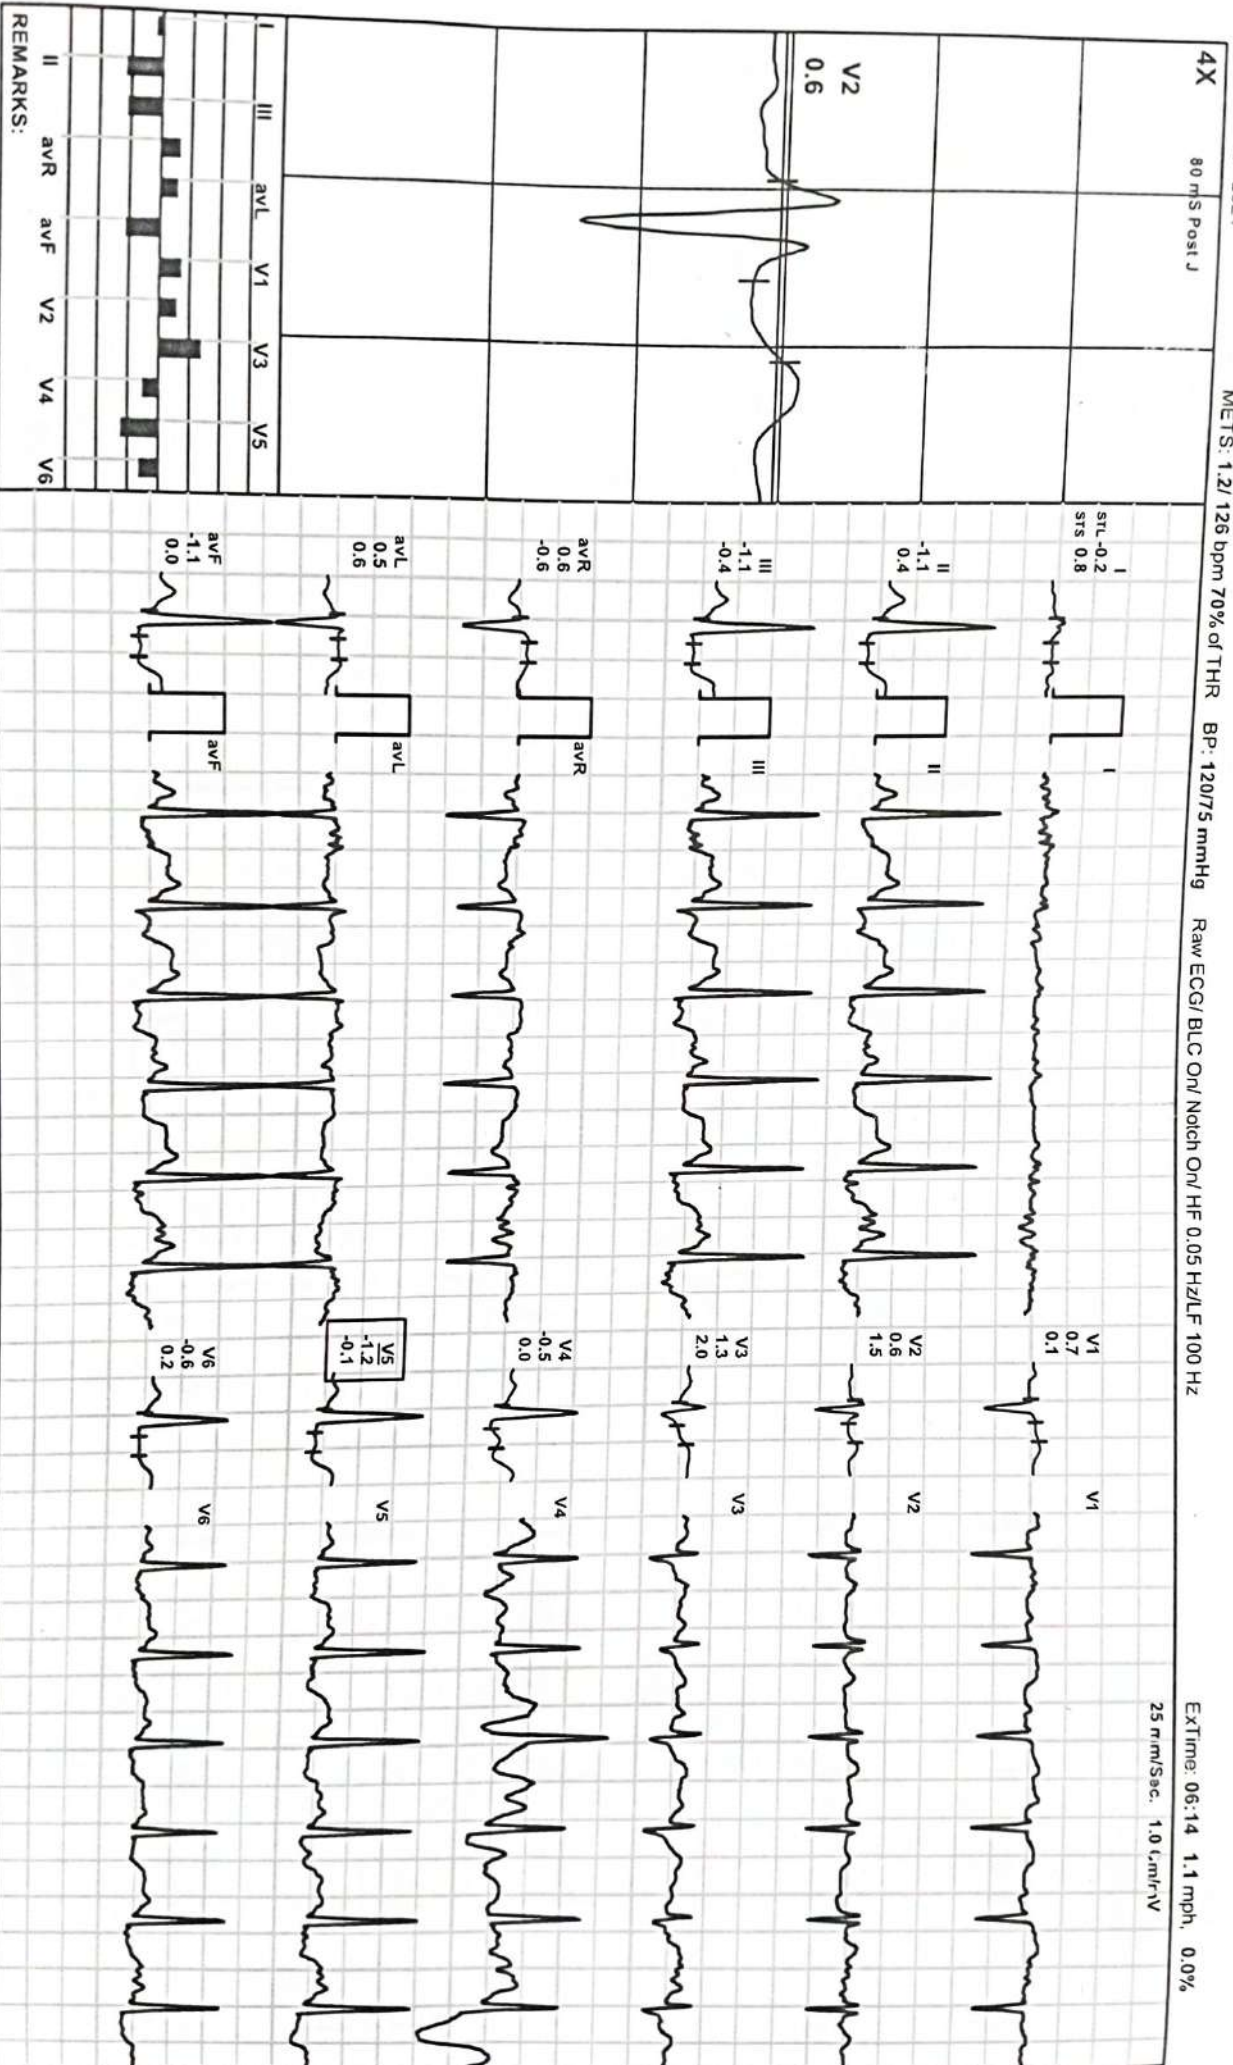 METS: 1.2/ 126 bpm 70% of THR BP: 120/75 mmHg Raw ECG/ BLC On/ Notch On/ HF 0.05 Hz/LF 100 Hz
ExTime: 06:14 1.1 mph, 0.0%
25 mm/Sec. 1.0 Cm/mV
4X
80 mS Post J
V2
0.6
I
STL -0.2
STS 0.8
I
II
-1.1
0.4
II
III
-1.1
-0.4
III
avR
0.6
-0.6
avR
avL
0.5
0.6
avL
avF
-1.1
0.0
avF
V1
0.7
0.1
V1
V2
0.6
1.5
V2
V3
1.3
2.0
V3
V4
-0.5
0.0
V4
V5
-1.2
-0.1
V5
V6
-0.6
0.2
V6
I III avL V1 V3 V5
II avR avF V2 V4 V6
REMARKS: